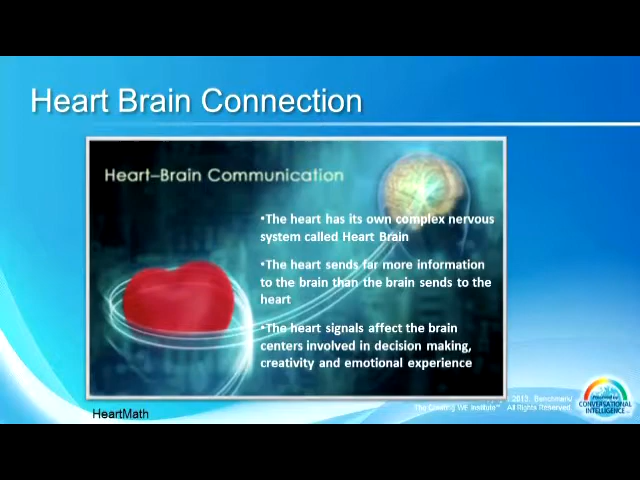 Heart Brain Connection
Heart–Brain Communication
•The heart has its own complex nervous
system called Heart Brain
•The heart sends far more information
to the brain than the brain sends to the
heart
•The heart signals affect the brain
centers involved in decision making,
creativity and emotional experience
HeartMath
2013, Benchmark
The Creating WE Institute™ All Rights Reserved.
CONVERSATIONAL
INTELLIGENCE